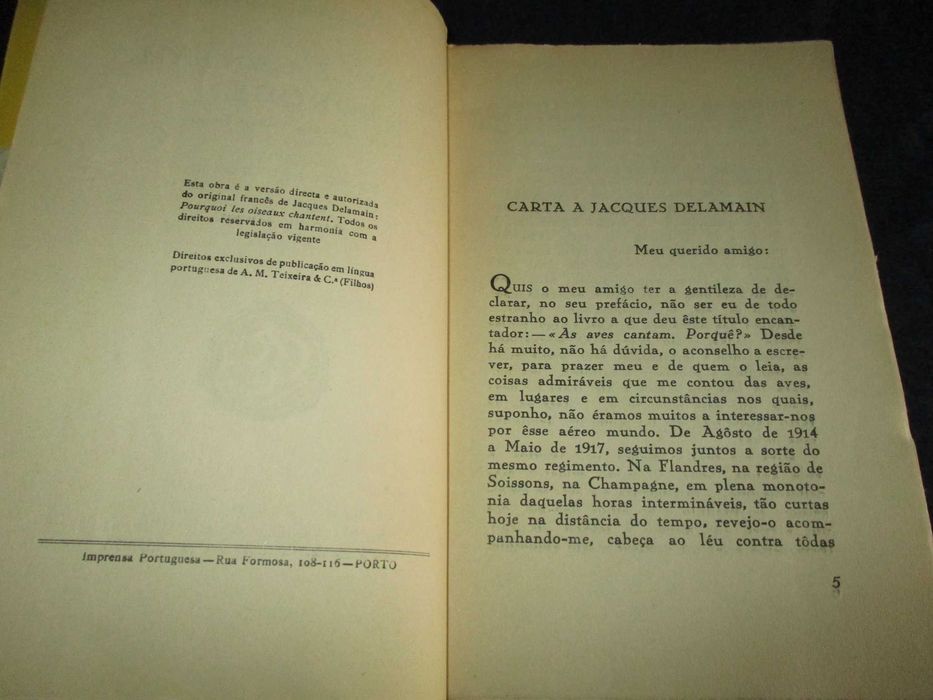 Esta obra é a versão directa e autorizada
do original francês de Jacques Delamain:
Pourquoi les oiseaux chantent. Todos os
direitos reservados em harmonia com a
legislação vigente
Direitos exclusivos de publicação em língua
portuguesa de A. M. Teixeira & C.ª (Filhos)
Imprensa Portuguesa — Rua Formosa, 108-116 — PORTO
CARTA A JACQUES DELAMAIN
Meu querido amigo:
QUIS o meu amigo ter a gentileza de de-
clarar, no seu prefácio, não ser eu de todo
estranho ao livro a que deu êste título encan-
tador: — «As aves cantam. Porquê?» Desde
há muito, não há dúvida, o aconselho a escre-
ver, para prazer meu e de quem o leia, as
coisas admiráveis que me contou das aves,
em lugares e em circunstâncias nos quais,
suponho, não éramos muitos a interessar-nos
por êsse aéreo mundo. De Agôsto de 1914
a Maio de 1917, seguimos juntos a sorte do
mesmo regimento. Na Flandres, na região de
Soissons, na Champagne, em plena monoto-
nia daquelas horas intermináveis, tão curtas
hoje na distância do tempo, revejo-o acom-
panhando-me, cabeça ao léu contra tôdas
5